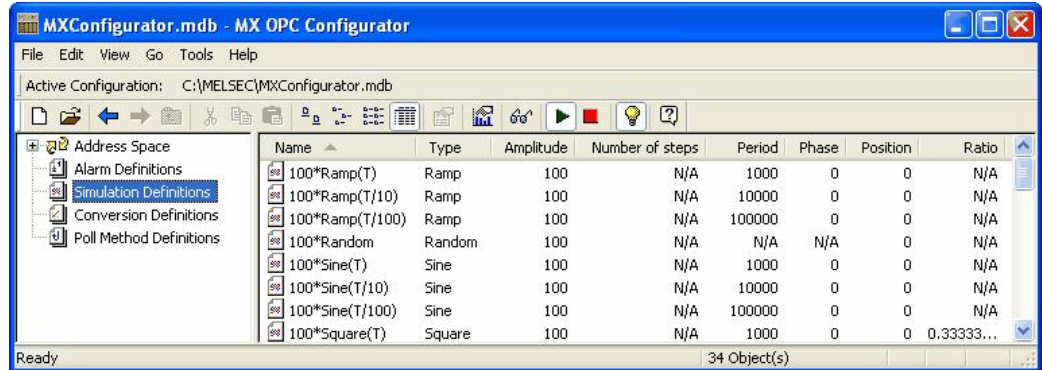 MXConfigurator.mdb - MX OPC Configurator
File Edit View Go Tools Help
Active Configuration: C:\MELSEC\MXConfigurator.mdb
Address Space
Alarm Definitions
Simulation Definitions
Conversion Definitions
Poll Method Definitions
Name Type Amplitude Number of steps Period Phase Position Ratio
100*Ramp(T) Ramp 100 N/A 1000 0 0 N/A
100*Ramp(T/10) Ramp 100 N/A 10000 0 0 N/A
100*Ramp(T/100) Ramp 100 N/A 100000 0 0 N/A
100*Random Random 100 N/A N/A N/A 0 N/A
100*Sine(T) Sine 100 N/A 1000 0 0 N/A
100*Sine(T/10) Sine 100 N/A 10000 0 0 N/A
100*Sine(T/100) Sine 100 N/A 100000 0 0 N/A
100*Square(T) Square 100 N/A 1000 0 0 0.33333...
Ready 34 Object(s)